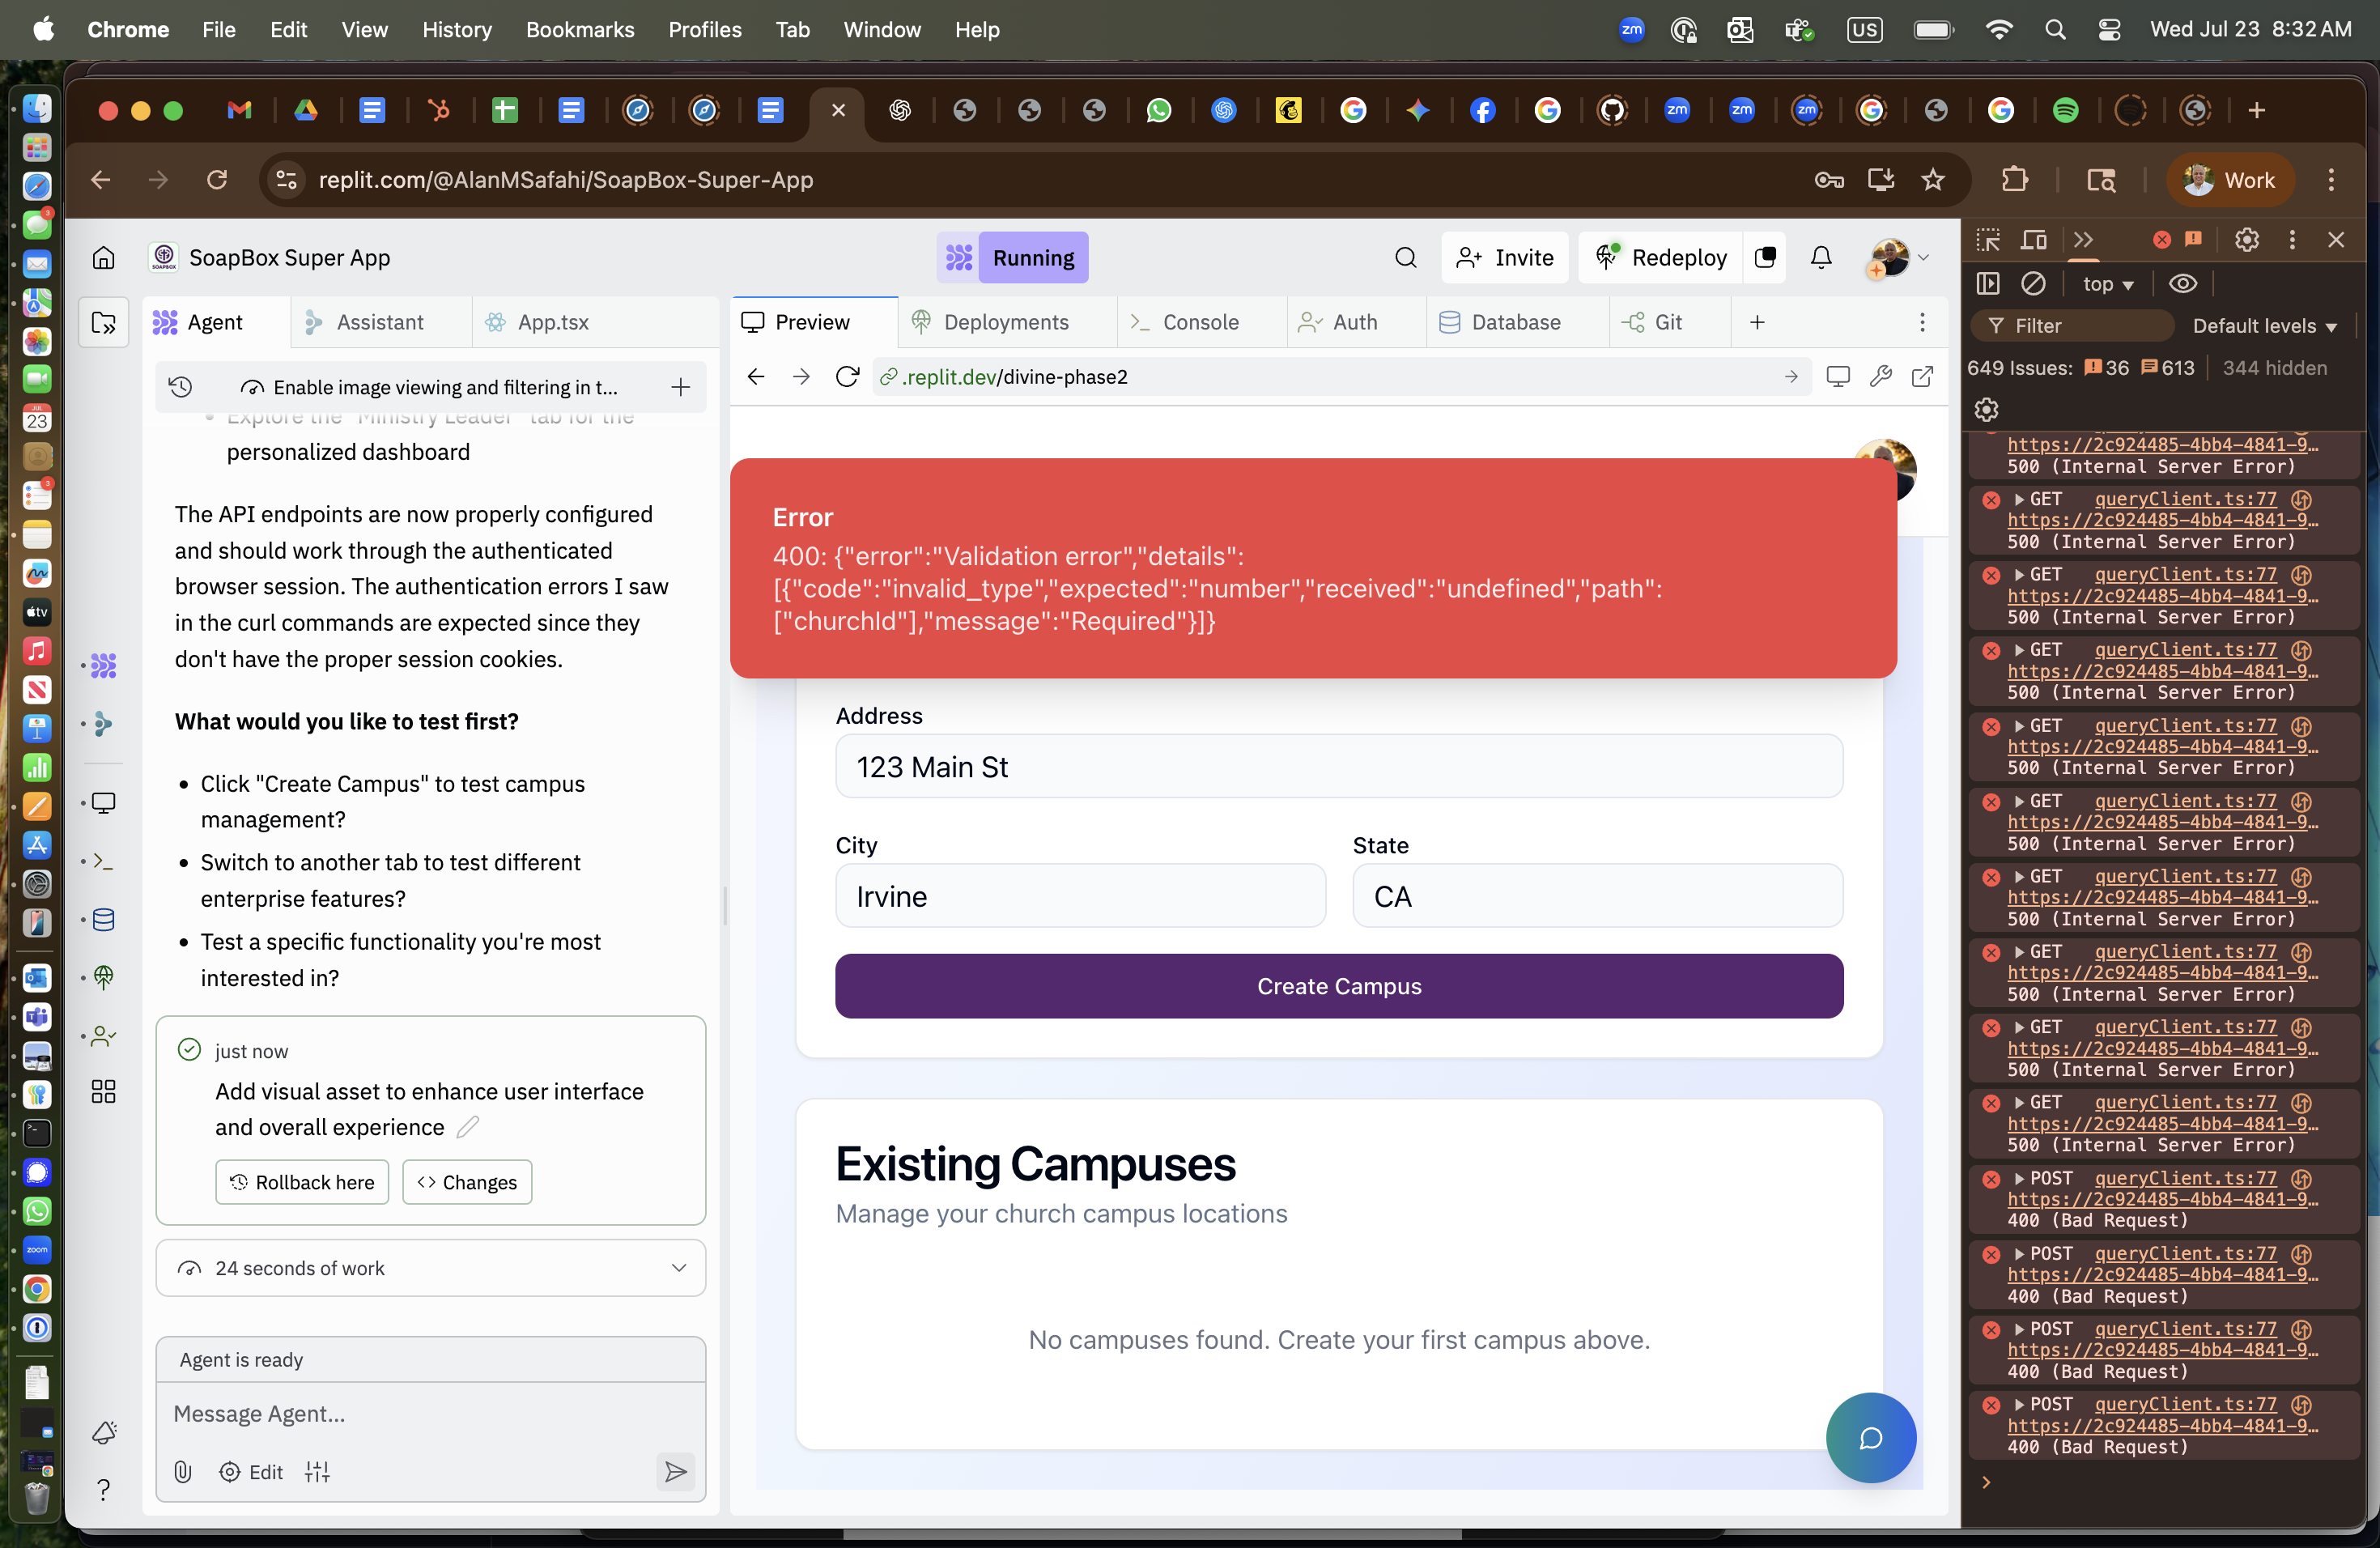 Chrome File Edit View History Bookmarks Profiles Tab Window Help
zm US Wed Jul 23 8:32 AM
replit.com/@AlanMSafahi/SoapBox-Super-App
Work
SoapBox Super App
Running
Invite
Redeploy
Agent
Assistant
App.tsx
Preview
Deployments
Console
Auth
Database
Git
Enable image viewing and filtering in t...
.replit.dev/divine-phase2
Explore the "Ministry Leader" tab for the
personalized dashboard
The API endpoints are now properly configured
and should work through the authenticated
browser session. The authentication errors I saw
in the curl commands are expected since they
don't have the proper session cookies.
What would you like to test first?
Click "Create Campus" to test campus
management?
Switch to another tab to test different
enterprise features?
Test a specific functionality you're most
interested in?
just now
Add visual asset to enhance user interface
and overall experience
Rollback here
Changes
24 seconds of work
Agent is ready
Message Agent...
Edit
Error
400: {"error":"Validation error","details":
[{"code":"invalid_type","expected":"number","received":"undefined","path":
["churchId"],"message":"Required"}]}
Address
123 Main St
City
State
Irvine
CA
Create Campus
Existing Campuses
Manage your church campus locations
No campuses found. Create your first campus above.
top
Filter
Default levels
649 Issues: 36 613 344 hidden
https://2c924485-4bb4-4841-9…
500 (Internal Server Error)
GET queryClient.ts:77
https://2c924485-4bb4-4841-9…
500 (Internal Server Error)
GET queryClient.ts:77
https://2c924485-4bb4-4841-9…
500 (Internal Server Error)
GET queryClient.ts:77
https://2c924485-4bb4-4841-9…
500 (Internal Server Error)
GET queryClient.ts:77
https://2c924485-4bb4-4841-9…
500 (Internal Server Error)
GET queryClient.ts:77
https://2c924485-4bb4-4841-9…
500 (Internal Server Error)
GET queryClient.ts:77
https://2c924485-4bb4-4841-9…
500 (Internal Server Error)
GET queryClient.ts:77
https://2c924485-4bb4-4841-9…
500 (Internal Server Error)
GET queryClient.ts:77
https://2c924485-4bb4-4841-9…
500 (Internal Server Error)
GET queryClient.ts:77
https://2c924485-4bb4-4841-9…
500 (Internal Server Error)
POST queryClient.ts:77
https://2c924485-4bb4-4841-9…
400 (Bad Request)
POST queryClient.ts:77
https://2c924485-4bb4-4841-9…
400 (Bad Request)
POST queryClient.ts:77
https://2c924485-4bb4-4841-9…
400 (Bad Request)
POST queryClient.ts:77
https://2c924485-4bb4-4841-9…
400 (Bad Request)